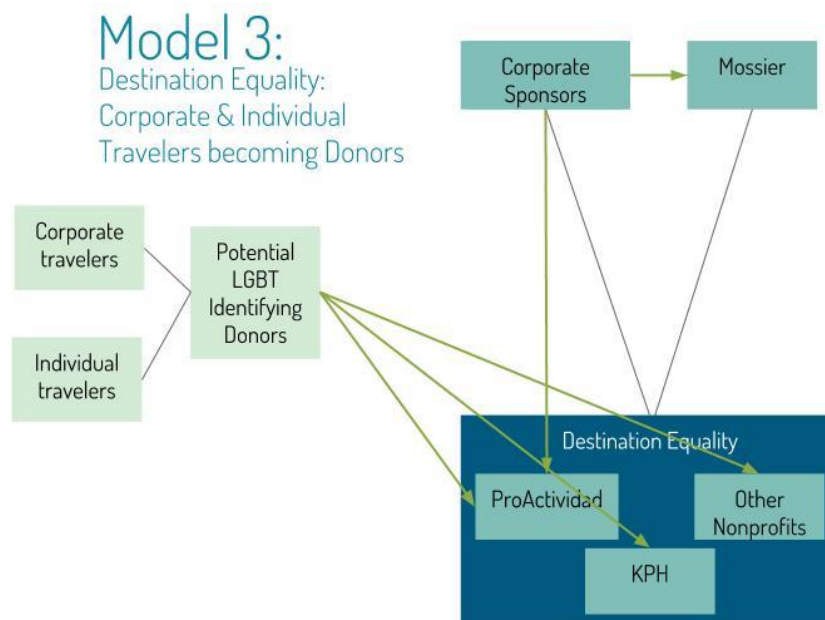 Model 3:
Destination Equality:
Corporate & Individual
Travelers becoming Donors
Corporate
Sponsors
Mossier
Corporate
travelers
Potential
LGBT
Identifying
Donors
Individual
travelers
Destination Equality
ProActividad
Other
Nonprofits
KPH